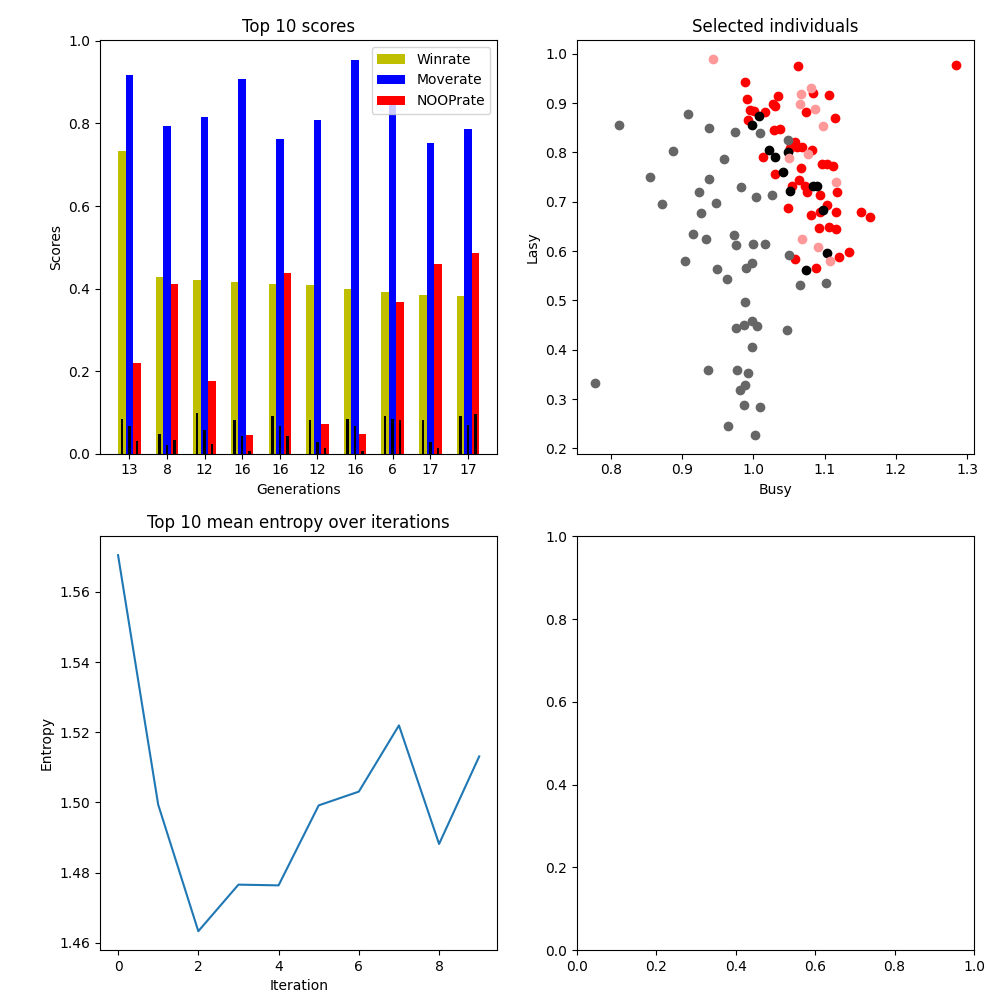 Top 10 scores
1.0
0.8
0.6
0.4
0.2
0.0
Scores
Winrate
Moverate
NOOPrate
13 8 12 16 16 12 16 6 17 17
Generations
Selected individuals
1.0
0.9
0.8
0.7
0.6
0.5
0.4
0.3
0.2
Lasy
0.8 0.9 1.0 1.1 1.2 1.3
Busy
Top 10 mean entropy over iterations
1.56
1.54
1.52
1.50
1.48
1.46
Entropy
0 2 4 6 8
Iteration
1.0
0.8
0.6
0.4
0.2
0.0
0.0 0.2 0.4 0.6 0.8 1.0